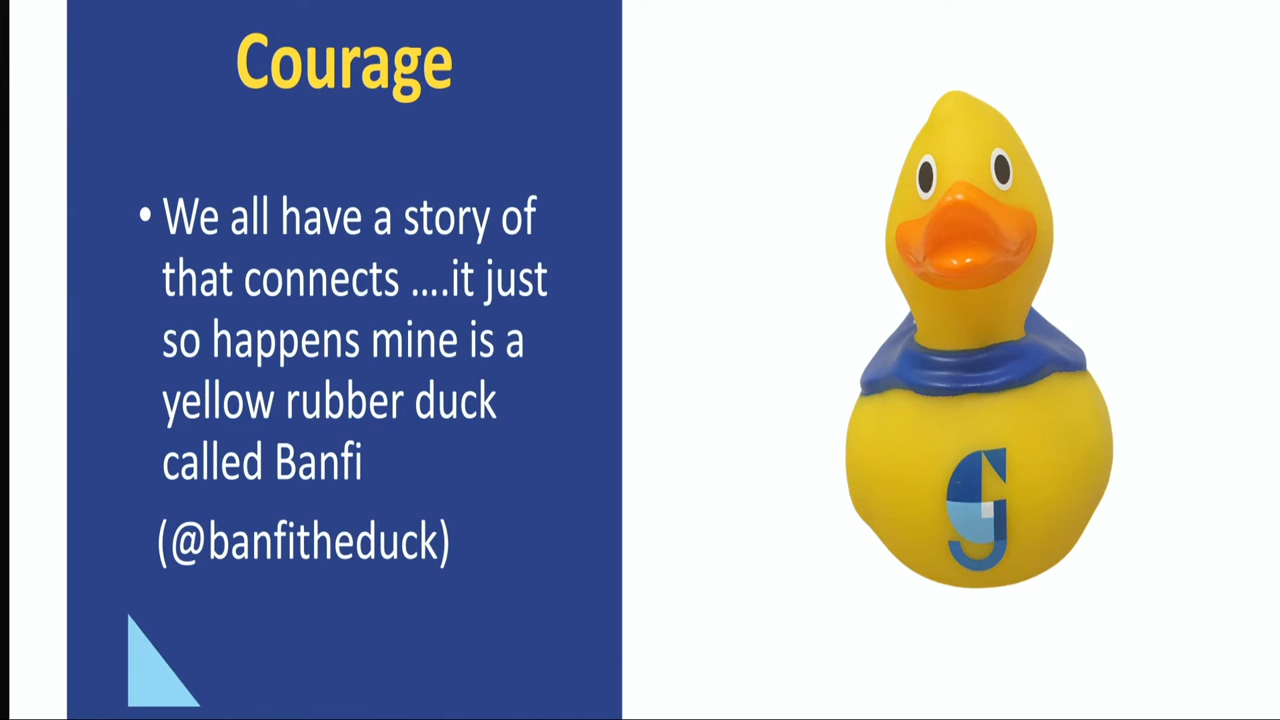 Courage
• We all have a story of
that connects ....it just
so happens mine is a
yellow rubber duck
called Banfi
(@banfitheduck)